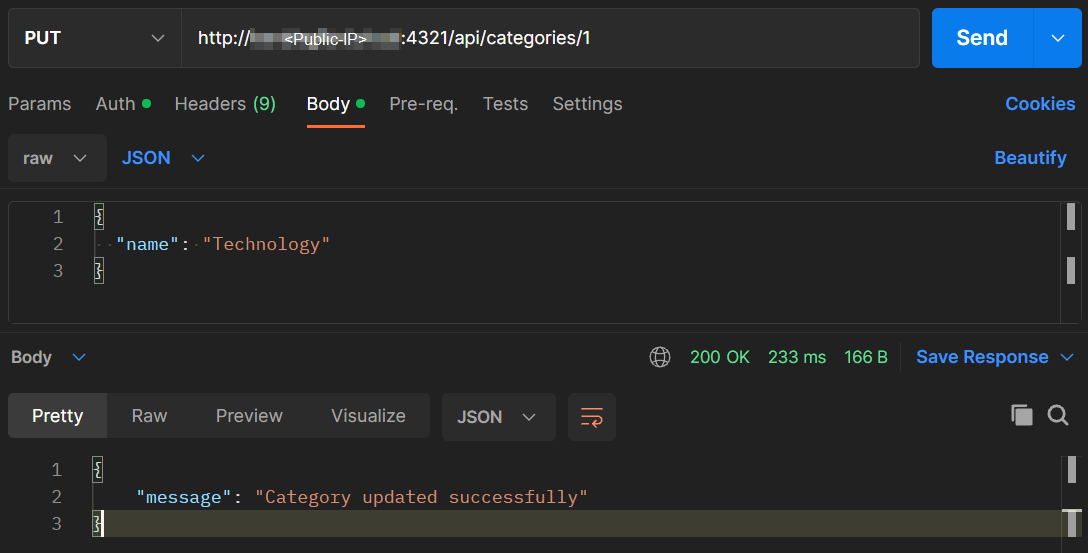 PUT http://<Public-IP>:4321/api/categories/1 Send
Params Auth Headers (9) Body Pre-req. Tests Settings Cookies
raw JSON Beautify
1 {
2 "name": "Technology"
3 }
Body 200 OK 233 ms 166 B Save Response
Pretty Raw Preview Visualize JSON
1 {
2 "message": "Category updated successfully"
3 }